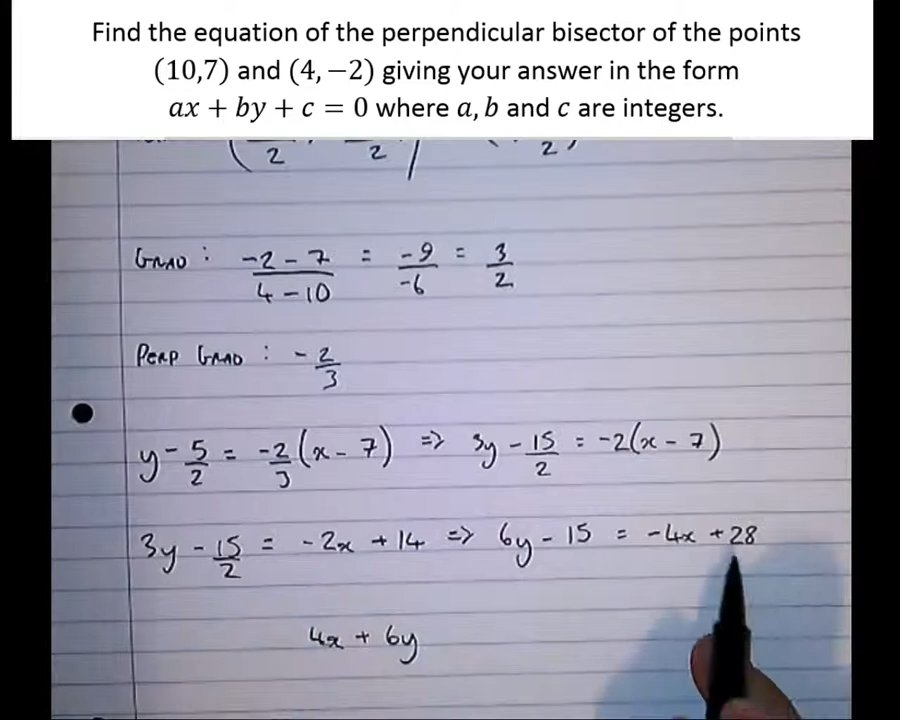 Find the equation of the perpendicular bisector of the points
(10,7) and (4, −2) giving your answer in the form
ax + by + c = 0 where a, b and c are integers.
2 2 2
GRAD : -2 - 7 / 4 - 10 = -9 / -6 = 3 / 2
PERP GRAD : - 2 / 3
y - 5/2 = -2/3 (x - 7) => 3y - 15/2 = -2(x - 7)
3y - 15/2 = -2x + 14 => 6y - 15 = -4x + 28
4x + 6y